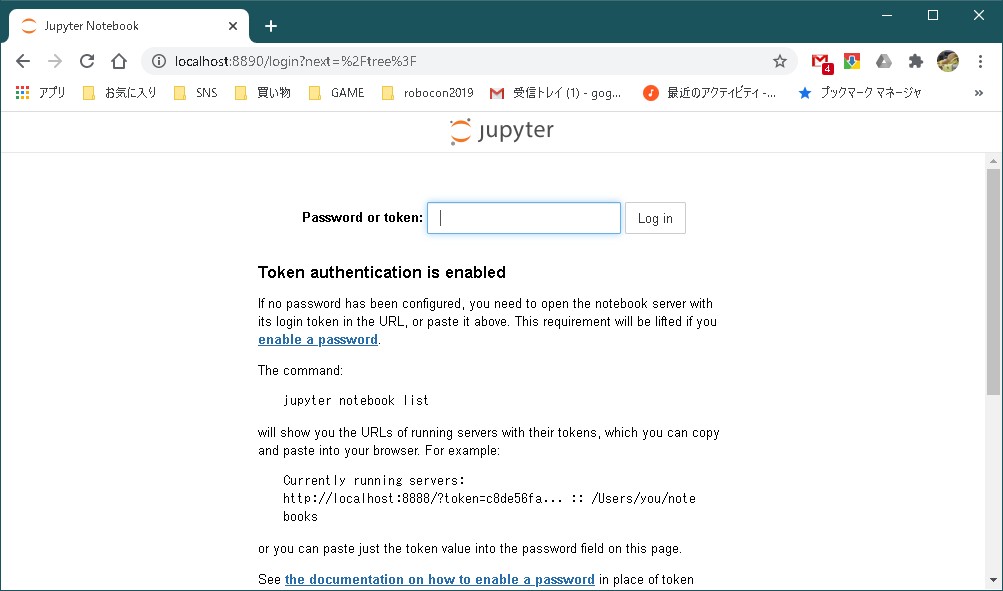 Jupyter Notebook
localhost:8890/login?next=%2Ftree%3F
4
アプリ お気に入り SNS 買い物 GAME robocon2019 受信トレイ (1) - gog... 最近のアクティビティ -... ブックマーク マネージャ »
jupyter
Password or token: Log in
Token authentication is enabled
If no password has been configured, you need to open the notebook server with
its login token in the URL, or paste it above. This requirement will be lifted if you
enable a password.
The command:
jupyter notebook list
will show you the URLs of running servers with their tokens, which you can copy
and paste into your browser. For example:
Currently running servers:
http://localhost:8888/?token=c8de56fa... :: /Users/you/note
books
or you can paste just the token value into the password field on this page.
See the documentation on how to enable a password in place of token